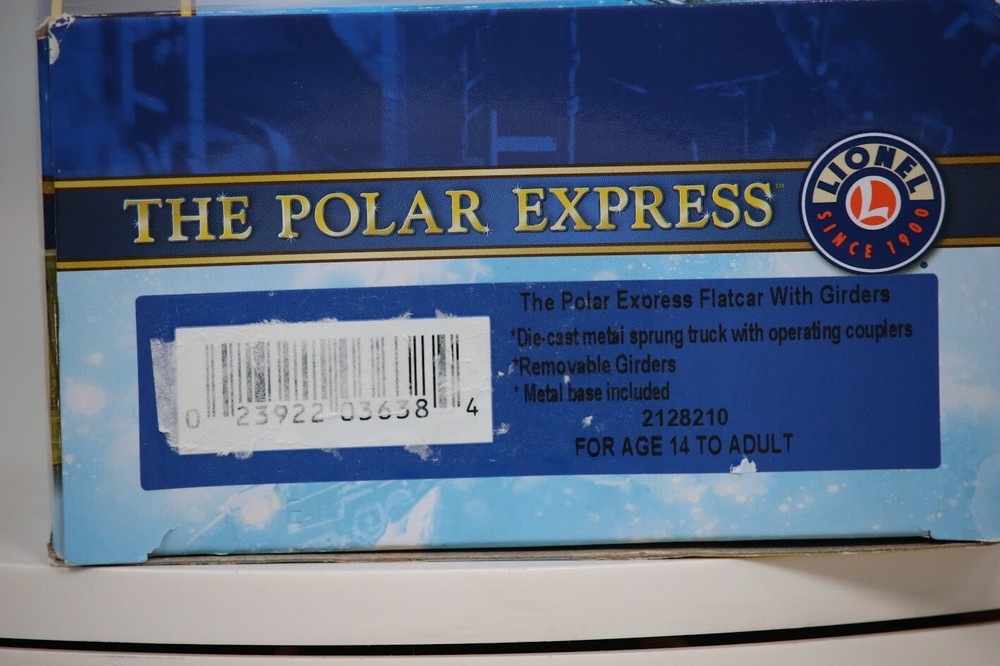 THE POLAR EXPRESS™
LIONEL
L
SINCE 1900
®
The Polar Express Flatcar With Girders
*Die-cast metal sprung truck with operating couplers
*Removable Girders
* Metal base included
2128210
FOR AGE 14 TO ADULT
0 23922 03638 4